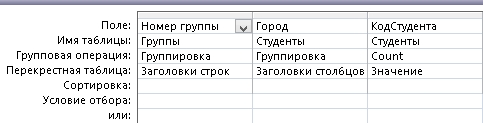 Поле: Номер группы Город КодСтудента
Имя таблицы: Группы Студенты Студенты
Групповая операция: Группировка Группировка Count
Перекрестная таблица: Заголовки строк Заголовки столбцов Значение
Сортировка:
Условие отбора:
или: